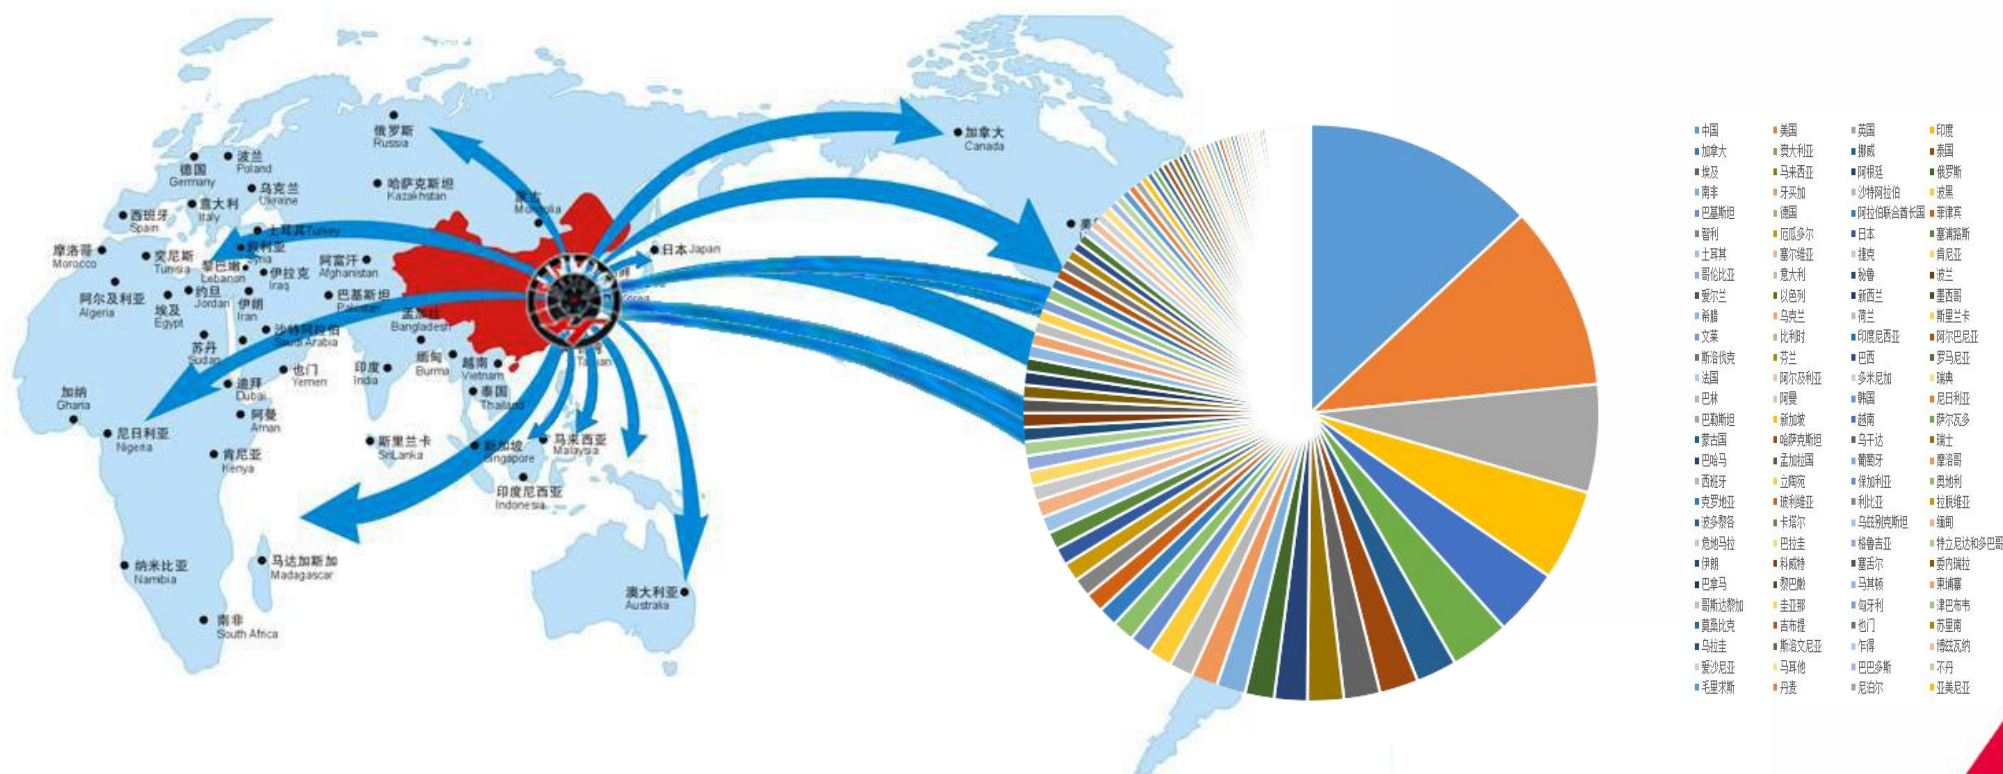 俄罗斯
Russia
加拿大
Canada
德国
Germany
波兰
Poland
乌克兰
Ukraine
哈萨克斯坦
Kazakhstan
蒙古
Mongolia
意大利
Italy
西班牙
Spain
土耳其Turkey
叙利亚
Syria
日本 Japan
摩洛哥
Morocco
突尼斯
Tunisia
黎巴嫩
Lebanon
伊拉克
Iraq
阿富汗
Afghanistan
阿尔及利亚
Algeria
埃及
Egypt
约旦
Jordan
伊朗
Iran
巴基斯坦
Pakistan
孟加拉
Bangladesh
苏丹
Sudan
沙特阿拉伯
Saudi Arabia
也门
Yemen
印度
India
缅甸
Burma
越南
Vietnam
泰国
Thailand
加纳
Ghana
迪拜
Dubai
阿曼
Aman
尼日利亚
Nigeria
肯尼亚
Kenya
斯里兰卡
SriLanka
新加坡
Singapore
马来西亚
Malaysia
印度尼西亚
Indonesia
纳米比亚
Namibia
马达加斯加
Madagascar
澳大利亚
Australia
南非
South Africa
中国 美国 英国 印度
加拿大 澳大利亚 挪威 泰国
埃及 马来西亚 阿根廷 俄罗斯
南非 牙买加 沙特阿拉伯 波黑
巴基斯坦 德国 阿拉伯联合酋长国 菲律宾
智利 厄瓜多尔 日本 塞浦路斯
土耳其 塞尔维亚 捷克 肯尼亚
哥伦比亚 意大利 秘鲁 波兰
爱尔兰 以色列 新西兰 墨西哥
希腊 乌克兰 荷兰 斯里兰卡
文莱 比利时 印度尼西亚 阿尔巴尼亚
斯洛伐克 芬兰 巴西 罗马尼亚
法国 阿尔及利亚 多米尼加 瑞典
巴林 阿曼 韩国 尼日利亚
巴勒斯坦 新加坡 越南 萨尔瓦多
蒙古国 哈萨克斯坦 乌干达 瑞士
巴哈马 孟加拉国 葡萄牙 摩洛哥
西班牙 立陶宛 保加利亚 奥地利
克罗地亚 玻利维亚 利比亚 拉脱维亚
波多黎各 卡塔尔 乌兹别克斯坦 缅甸
危地马拉 巴拉圭 格鲁吉亚 特立尼达和多巴哥
伊朗 科威特 塞舌尔 委内瑞拉
巴拿马 黎巴嫩 马其顿 柬埔寨
哥斯达黎加 圭亚那 匈牙利 津巴布韦
莫桑比克 吉布提 也门 苏里南
乌拉圭 斯洛文尼亚 乍得 博兹瓦纳
爱沙尼亚 马耳他 巴巴多斯 不丹
毛里求斯 丹麦 尼泊尔 亚美尼亚